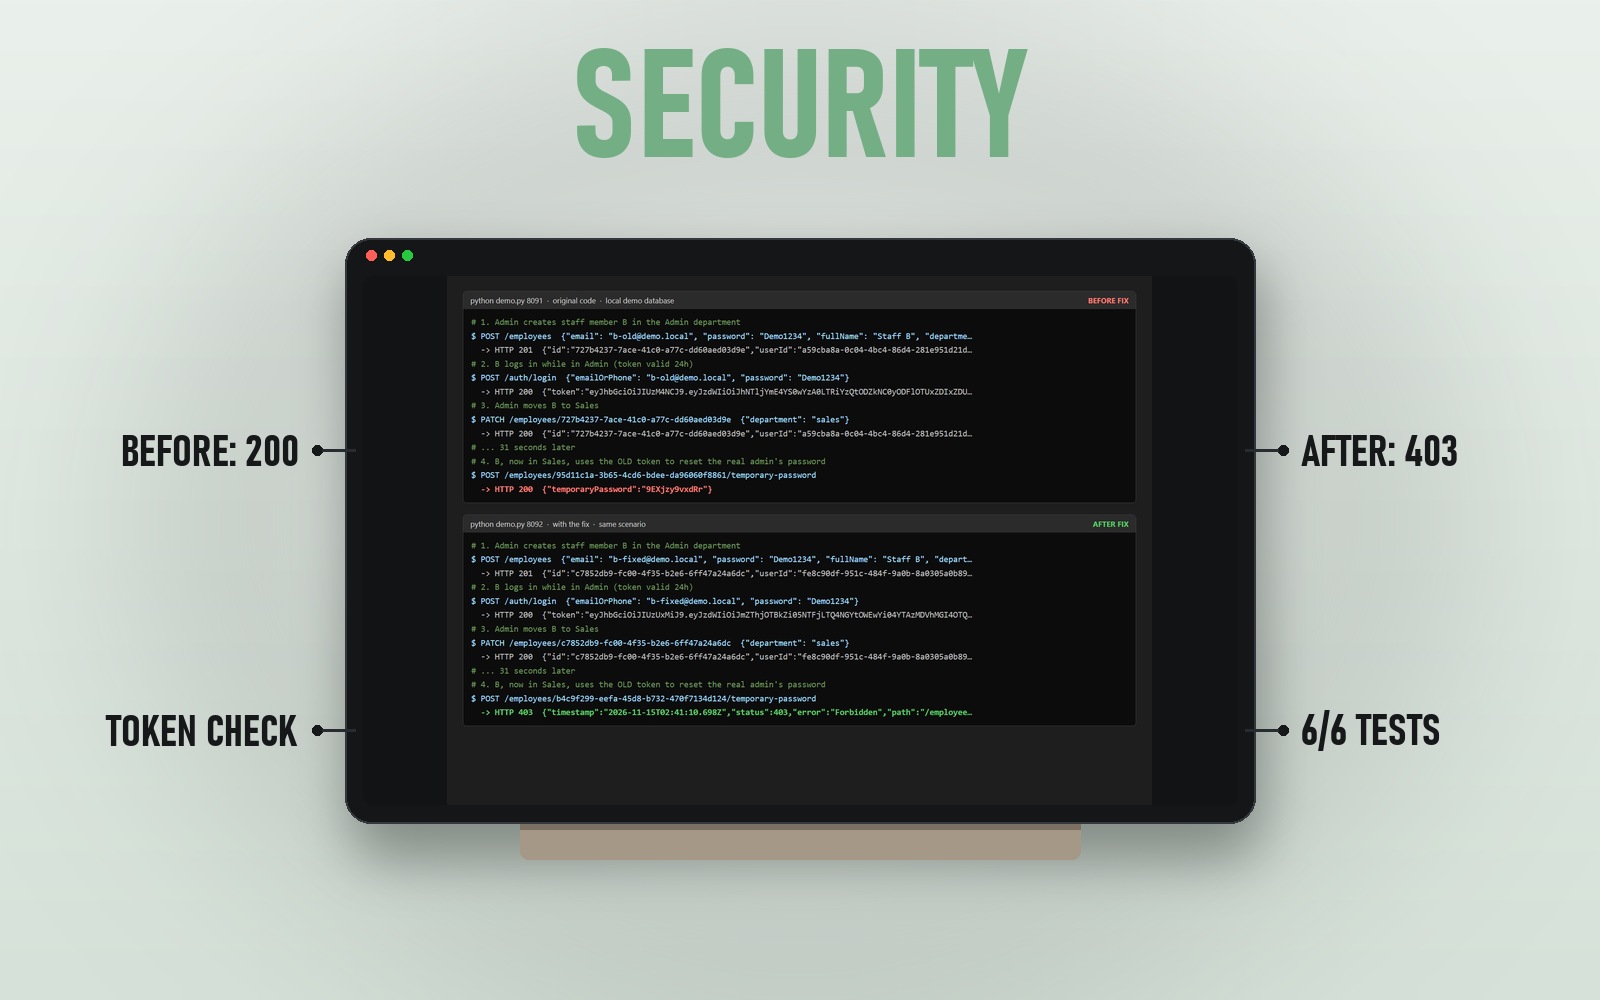 SECURITY
python demo.py 8091 · original code · local demo database
BEFORE FIX
# 1. Admin creates staff member B in the Admin department
$ POST /employees {"email": "b-old@demo.local", "password": "Demo1234", "fullName": "Staff B", "departme…
-> HTTP 201 {"id":"727b4237-7ace-41c0-a77c-dd60aed03d9e","userId":"a59cba8a-0c04-4bc4-86d4-281e951d21d…
# 2. B logs in while in Admin (token valid 24h)
$ POST /auth/login {"emailOrPhone": "b-old@demo.local", "password": "Demo1234"}
-> HTTP 200 {"token":"eyJhbGciOiJIUzM4NCJ9.eyJzdWIiOiJhNTljYmE4YS0wYzA0LTRiYzQtODZkNC0yODFlOTUxZDIxZDU…
# 3. Admin moves B to Sales
$ PATCH /employees/727b4237-7ace-41c0-a77c-dd60aed03d9e {"department": "sales"}
-> HTTP 200 {"id":"727b4237-7ace-41c0-a77c-dd60aed03d9e","userId":"a59cba8a-0c04-4bc4-86d4-281e951d21d…
# ... 31 seconds later
# 4. B, now in Sales, uses the OLD token to reset the real admin's password
$ POST /employees/95d11c1a-3b65-4cd6-bdee-da96060f8861/temporary-password
-> HTTP 200 {"temporaryPassword":"9EXjzy9vxdRr"}
python demo.py 8092 · with the fix · same scenario
AFTER FIX
# 1. Admin creates staff member B in the Admin department
$ POST /employees {"email": "b-fixed@demo.local", "password": "Demo1234", "fullName": "Staff B", "depart…
-> HTTP 201 {"id":"c7852db9-fc00-4f35-b2e6-6ff47a24a6dc","userId":"fe8c90df-951c-484f-9a0b-8a0305a0b89…
# 2. B logs in while in Admin (token valid 24h)
$ POST /auth/login {"emailOrPhone": "b-fixed@demo.local", "password": "Demo1234"}
-> HTTP 200 {"token":"eyJhbGciOiJIUzUxMiJ9.eyJzdWIiOiJmZThjOTBkZi05NTFjLTQ4NGYtOWEwYi04YTAzMDVhMGI4OTQ…
# 3. Admin moves B to Sales
$ PATCH /employees/c7852db9-fc00-4f35-b2e6-6ff47a24a6dc {"department": "sales"}
-> HTTP 200 {"id":"c7852db9-fc00-4f35-b2e6-6ff47a24a6dc","userId":"fe8c90df-951c-484f-9a0b-8a0305a0b89…
# ... 31 seconds later
# 4. B, now in Sales, uses the OLD token to reset the real admin's password
$ POST /employees/b4c9f299-eefa-45d8-b732-470f7134d124/temporary-password
-> HTTP 403 {"timestamp":"2026-11-15T02:41:10.698Z","status":403,"error":"Forbidden","path":"/employee…
BEFORE: 200
AFTER: 403
TOKEN CHECK
6/6 TESTS